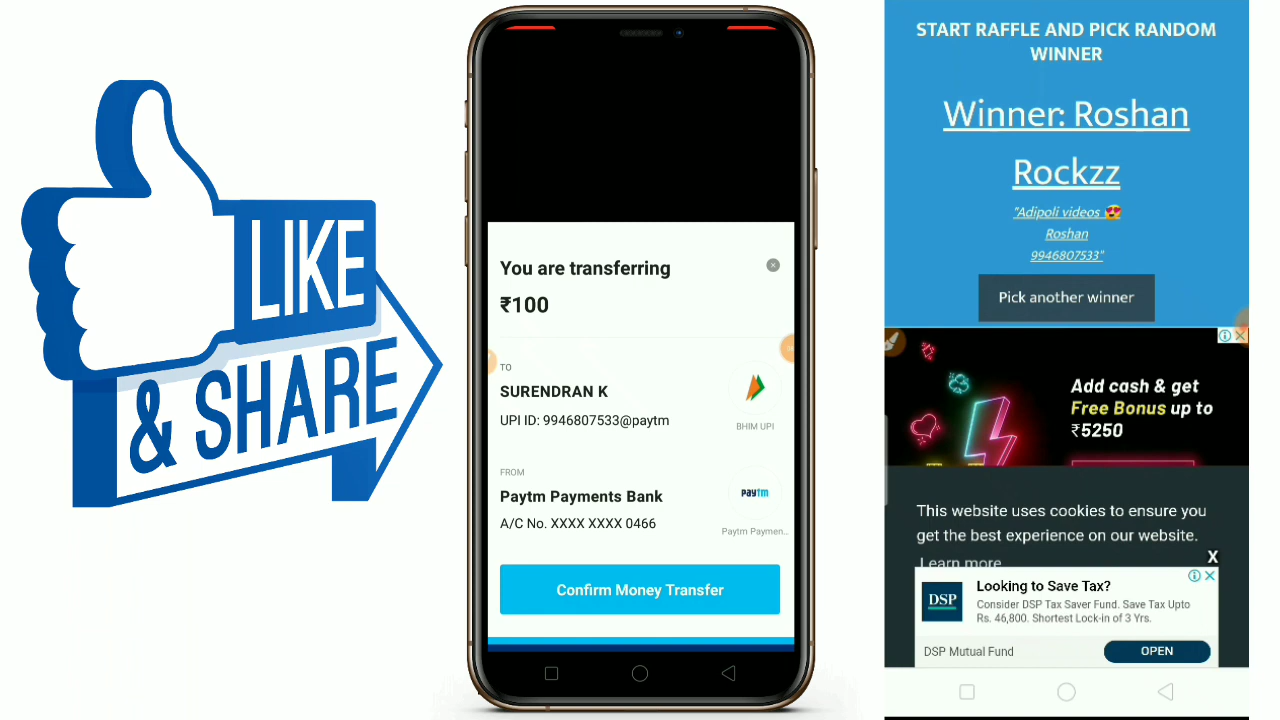 LIKE
& SHARE
You are transferring
₹100
TO
SURENDRAN K
UPI ID: 9946807533@paytm
BHIM UPI
FROM
Paytm Payments Bank
paytm
A/C No. XXXX XXXX 0466
Paytm Paymen..
Confirm Money Transfer
START RAFFLE AND PICK RANDOM
WINNER
Winner: Roshan
Rockzz
"Adipoli videos 😍
Roshan
9946807533"
Pick another winner
Add cash & get
Free Bonus up to
₹5250
This website uses cookies to ensure you
get the best experience on our website.
Learn more
X
Looking to Save Tax?
DSP
Consider DSP Tax Saver Fund. Save Tax Upto
Rs. 46,800. Shortest Lock-in of 3 Yrs.
DSP Mutual Fund
OPEN